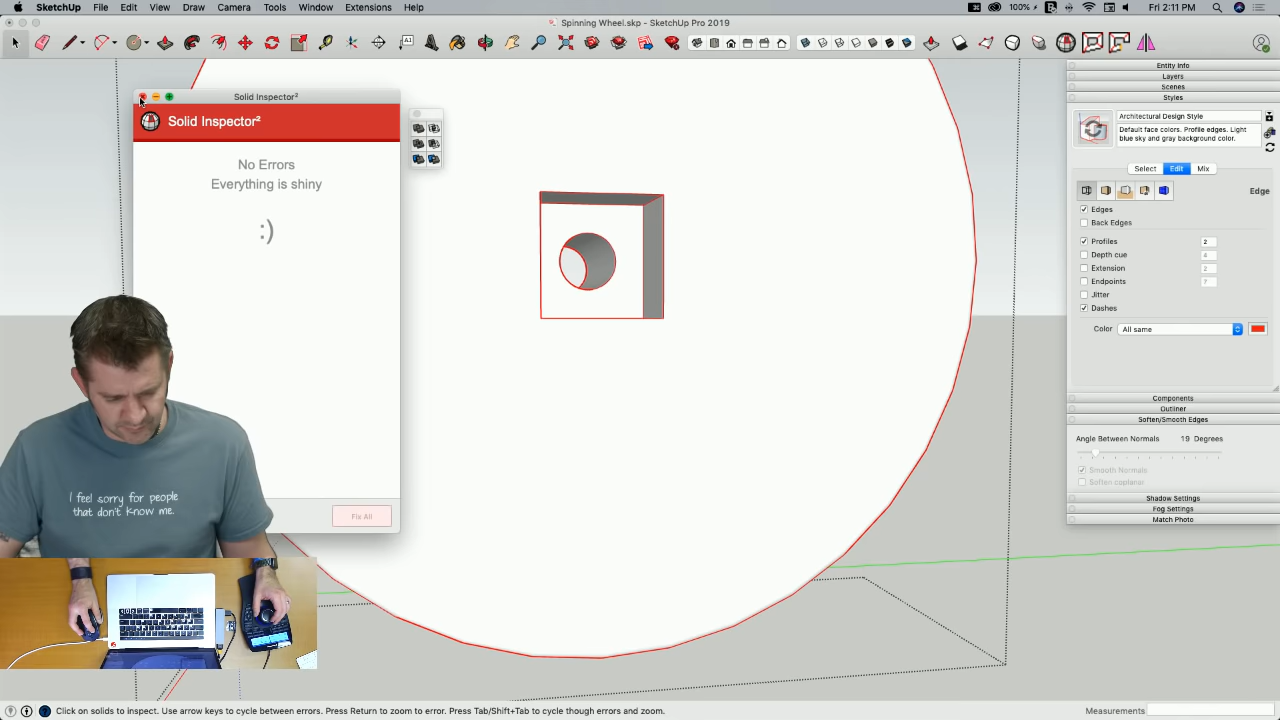 SketchUp File Edit View Draw Camera Tools Window Extensions Help 100% Fri 2:11 PM
Spinning Wheel.skp - SketchUp Pro 2019
Solid Inspector²
Solid Inspector²
No Errors
Everything is shiny
:)
Fix All
Entity Info
Layers
Scenes
Styles
Architectural Design Style
Default face colors. Profile edges. Light
blue sky and gray background color.
Select Edit Mix
Edge
Edges
Back Edges
Profiles 2
Depth cue 4
Extension 2
Endpoints 7
Jitter
Dashes
Color All same
Components
Outliner
Soften/Smooth Edges
Angle Between Normals 19 Degrees
Smooth Normals
Soften coplanar
Shadow Settings
Fog Settings
Match Photo
I feel sorry for people
that don't know me.
Click on solids to inspect. Use arrow keys to cycle between errors. Press Return to zoom to error. Press Tab/Shift+Tab to cycle though errors and zoom.
Measurements